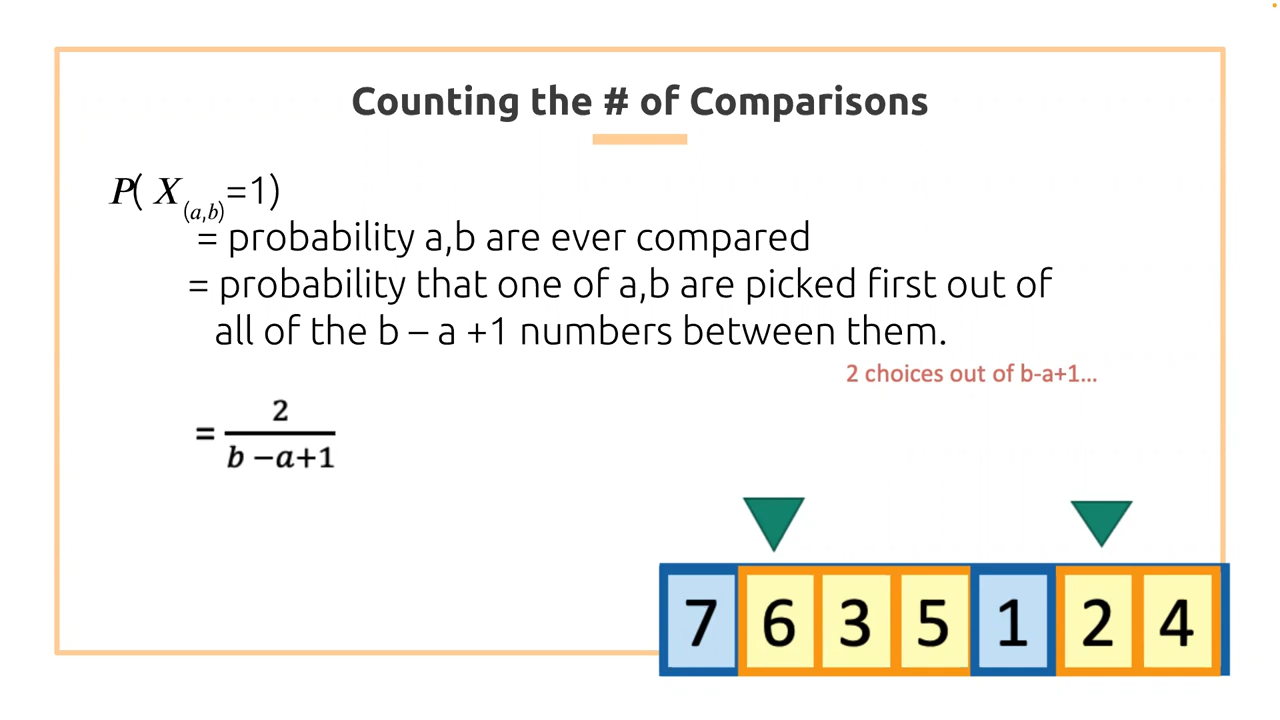 Counting the # of Comparisons
P( X(a,b)=1)
= probability a,b are ever compared
= probability that one of a,b are picked first out of
all of the b – a +1 numbers between them.
2 choices out of b-a+1...
= 2
b –a+1
7 6 3 5 1 2 4